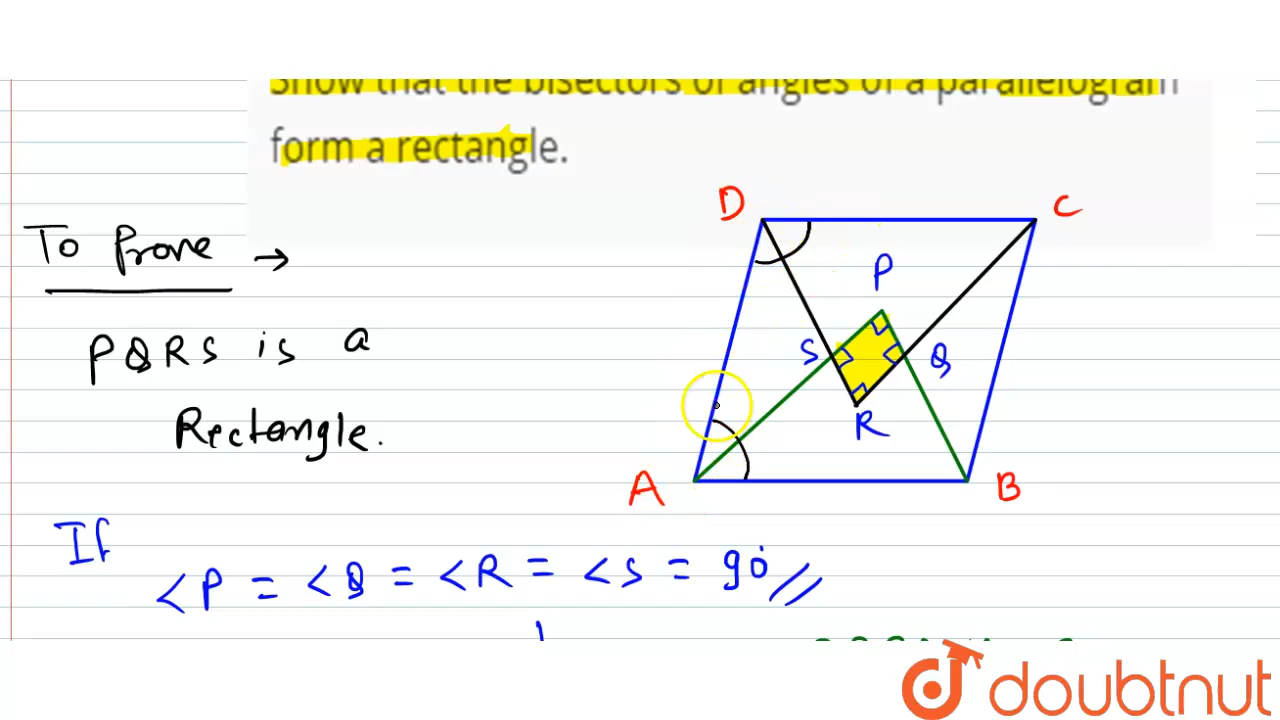 Show that the bisectors of angles of a parallelogram
form a rectangle.
To Prove →
PQRS is a
Rectangle.
D
C
P
S
Q
R
A
B
If
<P = <Q = <R = <S = 90°
doubtnut